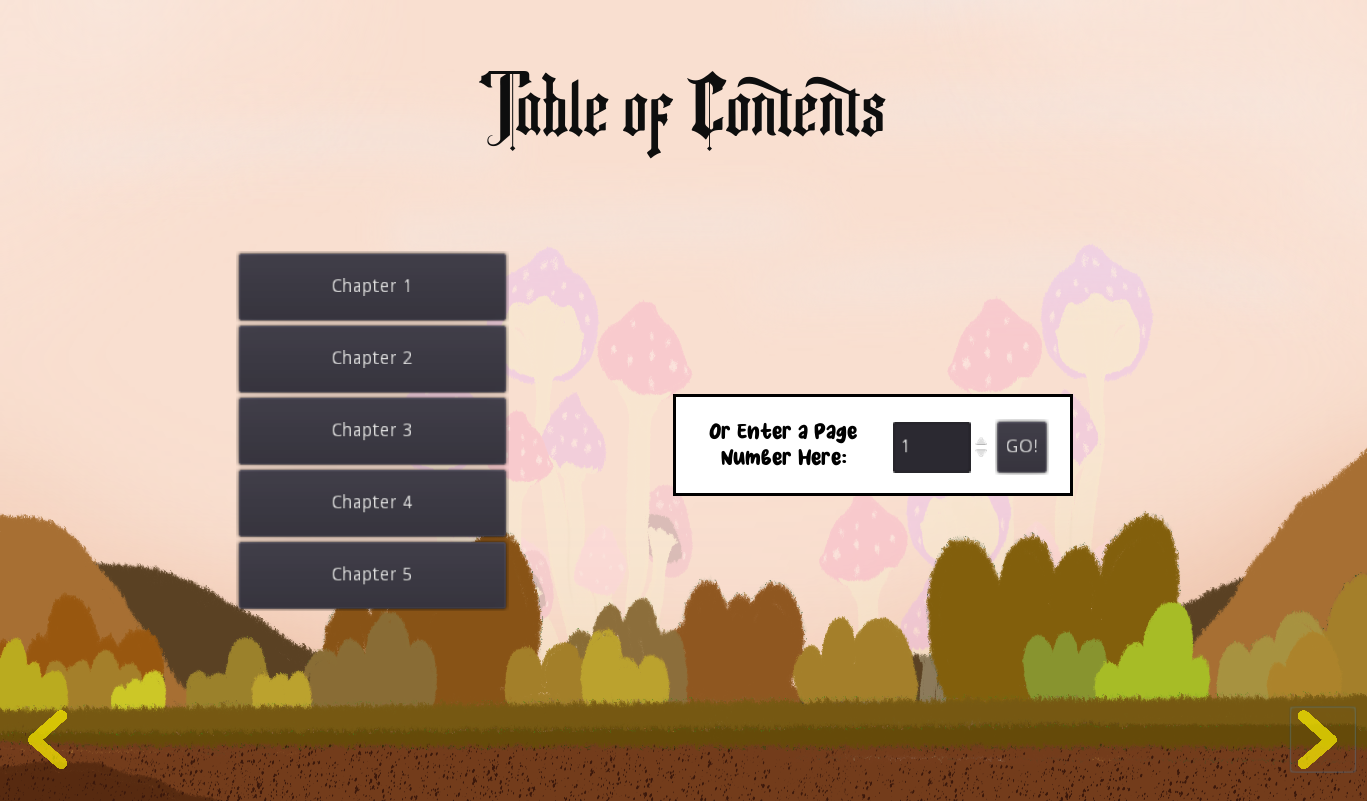 Table of Contents
Chapter 1
Chapter 2
Chapter 3
Chapter 4
Chapter 5
Or Enter a Page
Number Here:
1
GO!